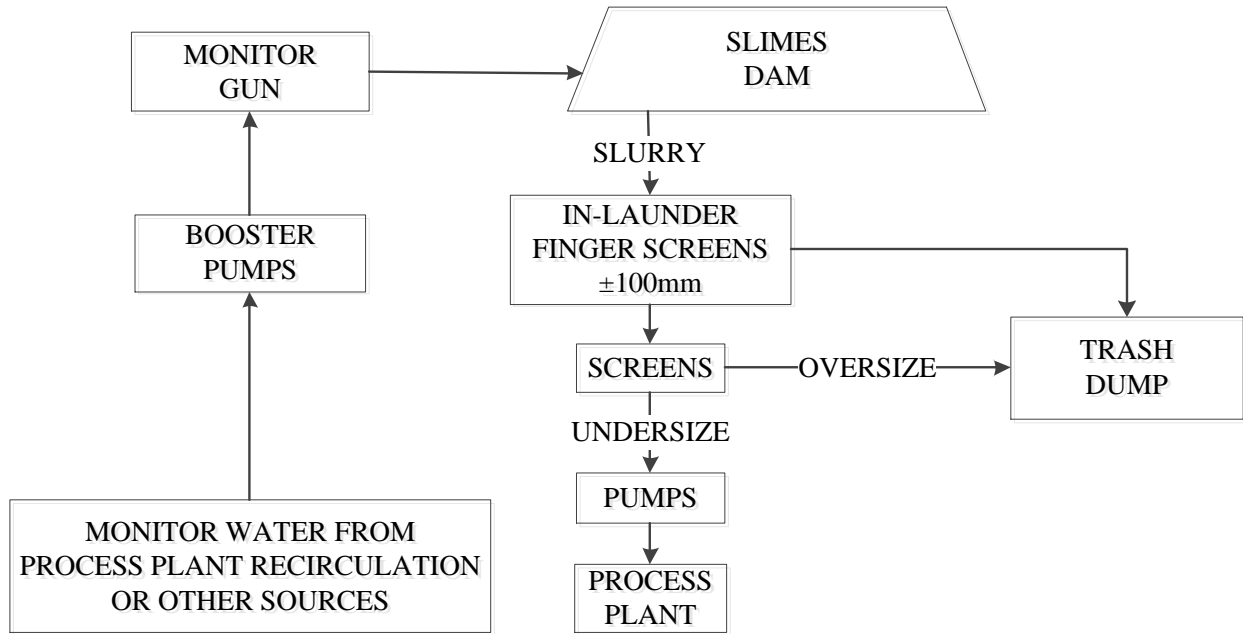 MONITOR
GUN
SLIMES
DAM
SLURRY
BOOSTER
PUMPS
IN-LAUNDER
FINGER SCREENS
±100mm
SCREENS
OVERSIZE
TRASH
DUMP
UNDERSIZE
PUMPS
MONITOR WATER FROM
PROCESS PLANT RECIRCULATION
OR OTHER SOURCES
PROCESS
PLANT